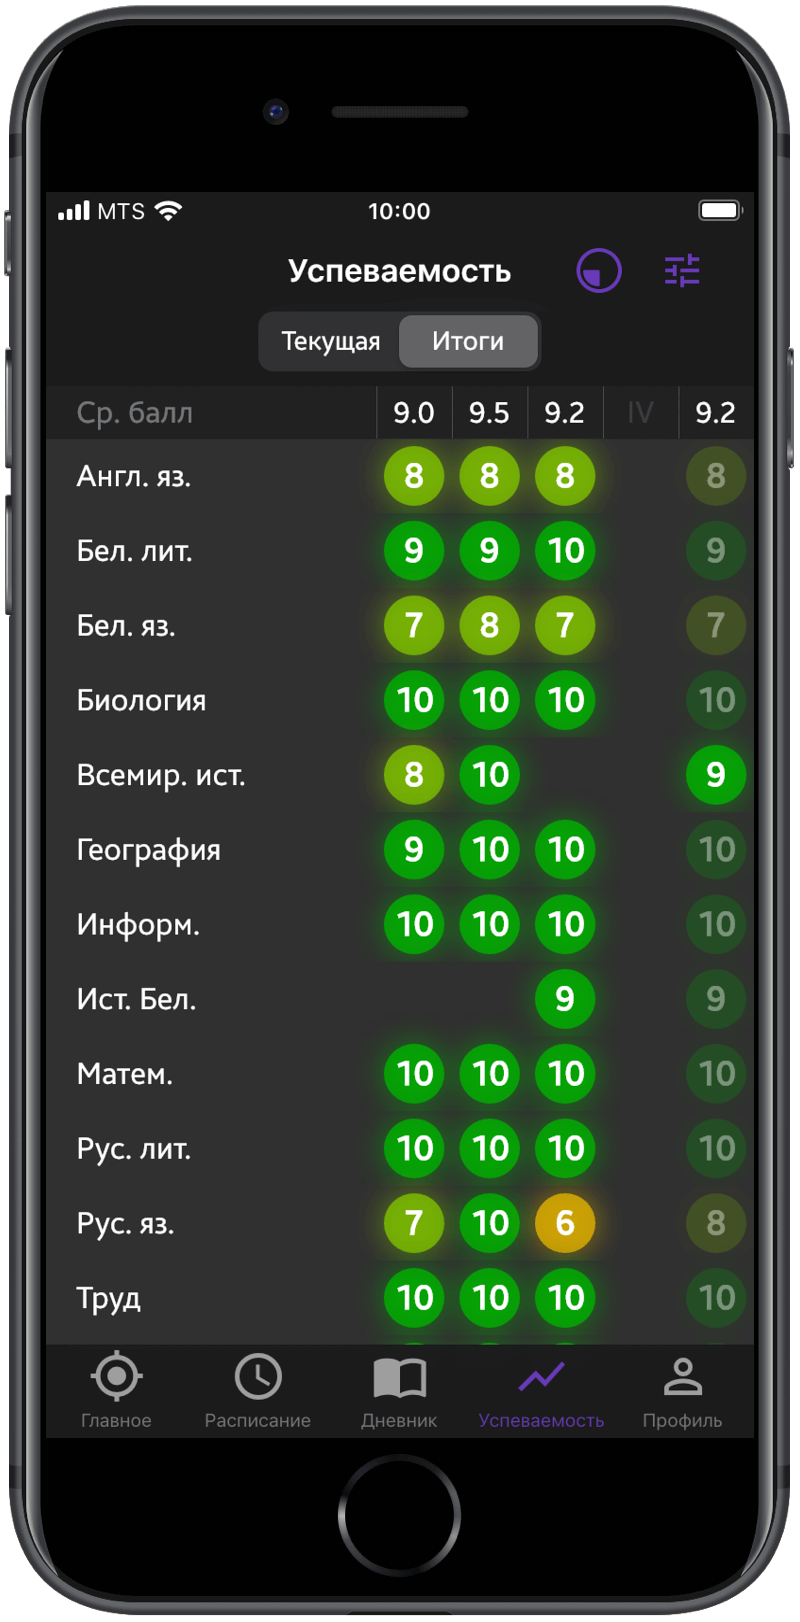 MTS 10:00
Успеваемость
Текущая Итоги
Ср. балл 9.0 9.5 9.2 IV 9.2
Англ. яз. 8 8 8 8
Бел. лит. 9 9 10 9
Бел. яз. 7 8 7 7
Биология 10 10 10 10
Всемир. ист. 8 10 9
География 9 10 10 10
Информ. 10 10 10 10
Ист. Бел. 9 9
Матем. 10 10 10 10
Рус. лит. 10 10 10 10
Рус. яз. 7 10 6 8
Труд 10 10 10 10
Главное Расписание Дневник Успеваемость Профиль